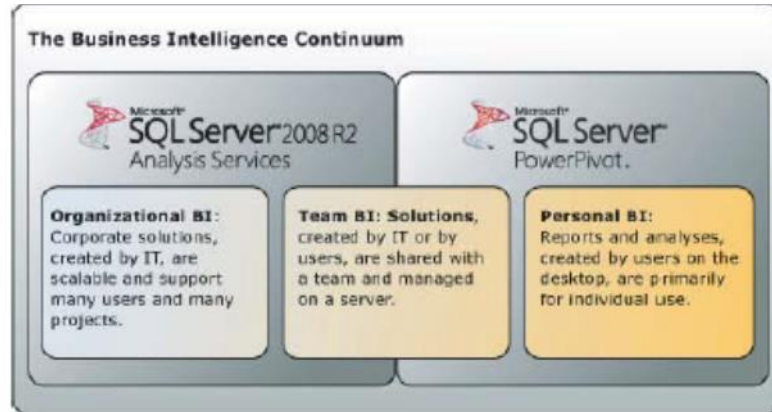 The Business Intelligence Continuum
Microsoft®
SQL Server® 2008 R2
Analysis Services
Microsoft®
SQL Server®
PowerPivot.
Organizational BI:
Corporate solutions,
created by IT, are
scalable and support
many users and many
projects.
Team BI: Solutions,
created by IT or by
users, are shared with
a team and managed
on a server.
Personal BI:
Reports and analyses,
created by users on the
desktop, are primarily
for individual use.